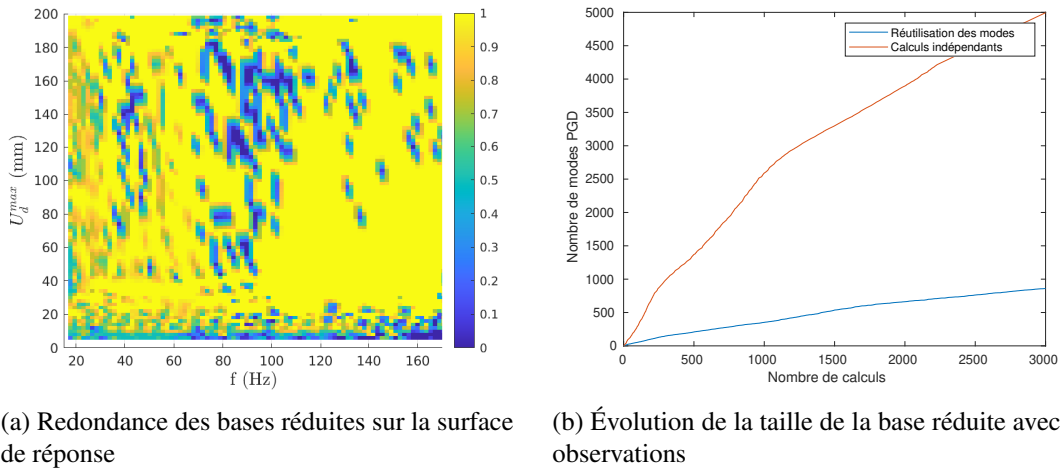 200
180
160
140
120
100
80
60
40
20
0
U_d^{max} (mm)
20 40 60 80 100 120 140 160
f (Hz)
1
0.9
0.8
0.7
0.6
0.5
0.4
0.3
0.2
0.1
0
5000
4500
4000
3500
3000
2500
2000
1500
1000
500
0
Nombre de modes PGD
Réutilisation des modes
Calculs indépendants
0 500 1000 1500 2000 2500 3000
Nombre de calculs
(a) Redondance des bases réduites sur la surface
de réponse
(b) Évolution de la taille de la base réduite avec
observations